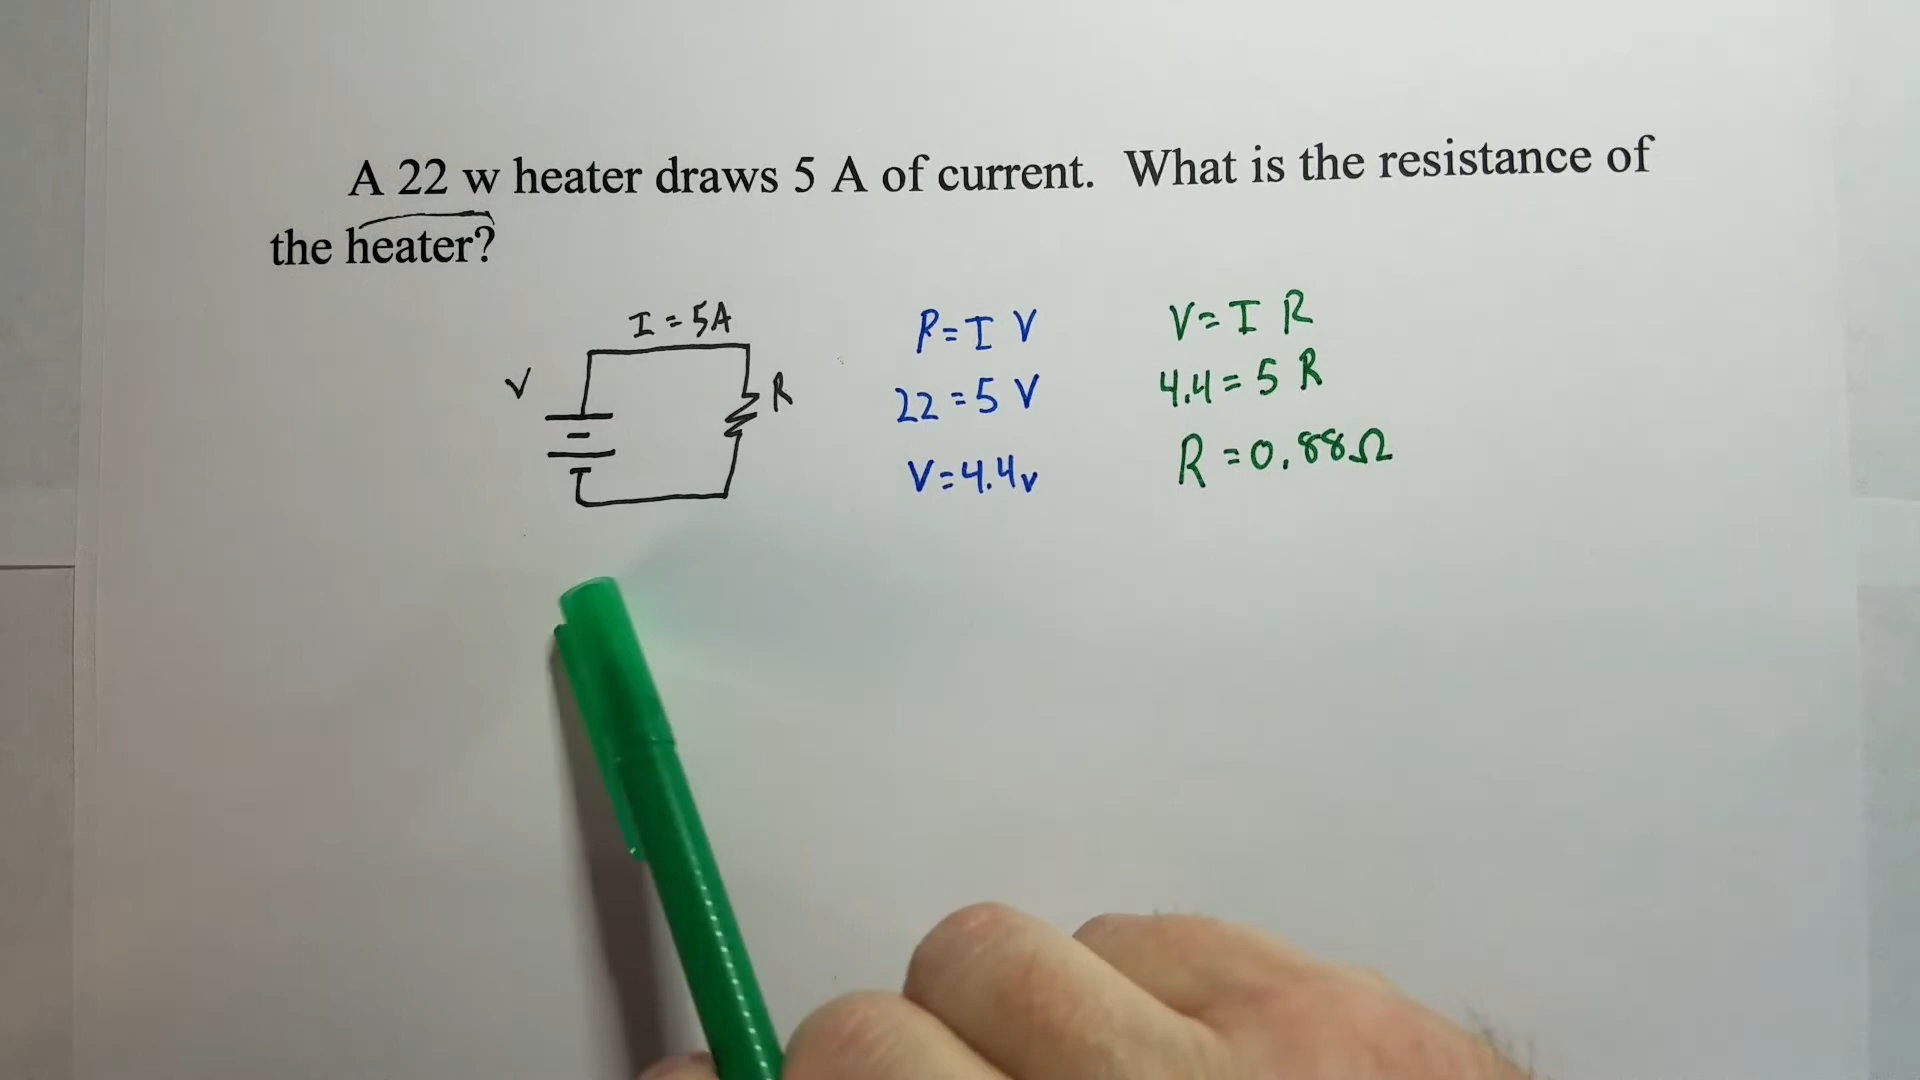 A 22 w heater draws 5 A of current. What is the resistance of
the heater?
I = 5A
V
R
P = I V
22 = 5 V
V = 4.4v
V = I R
4.4 = 5 R
R = 0.88Ω